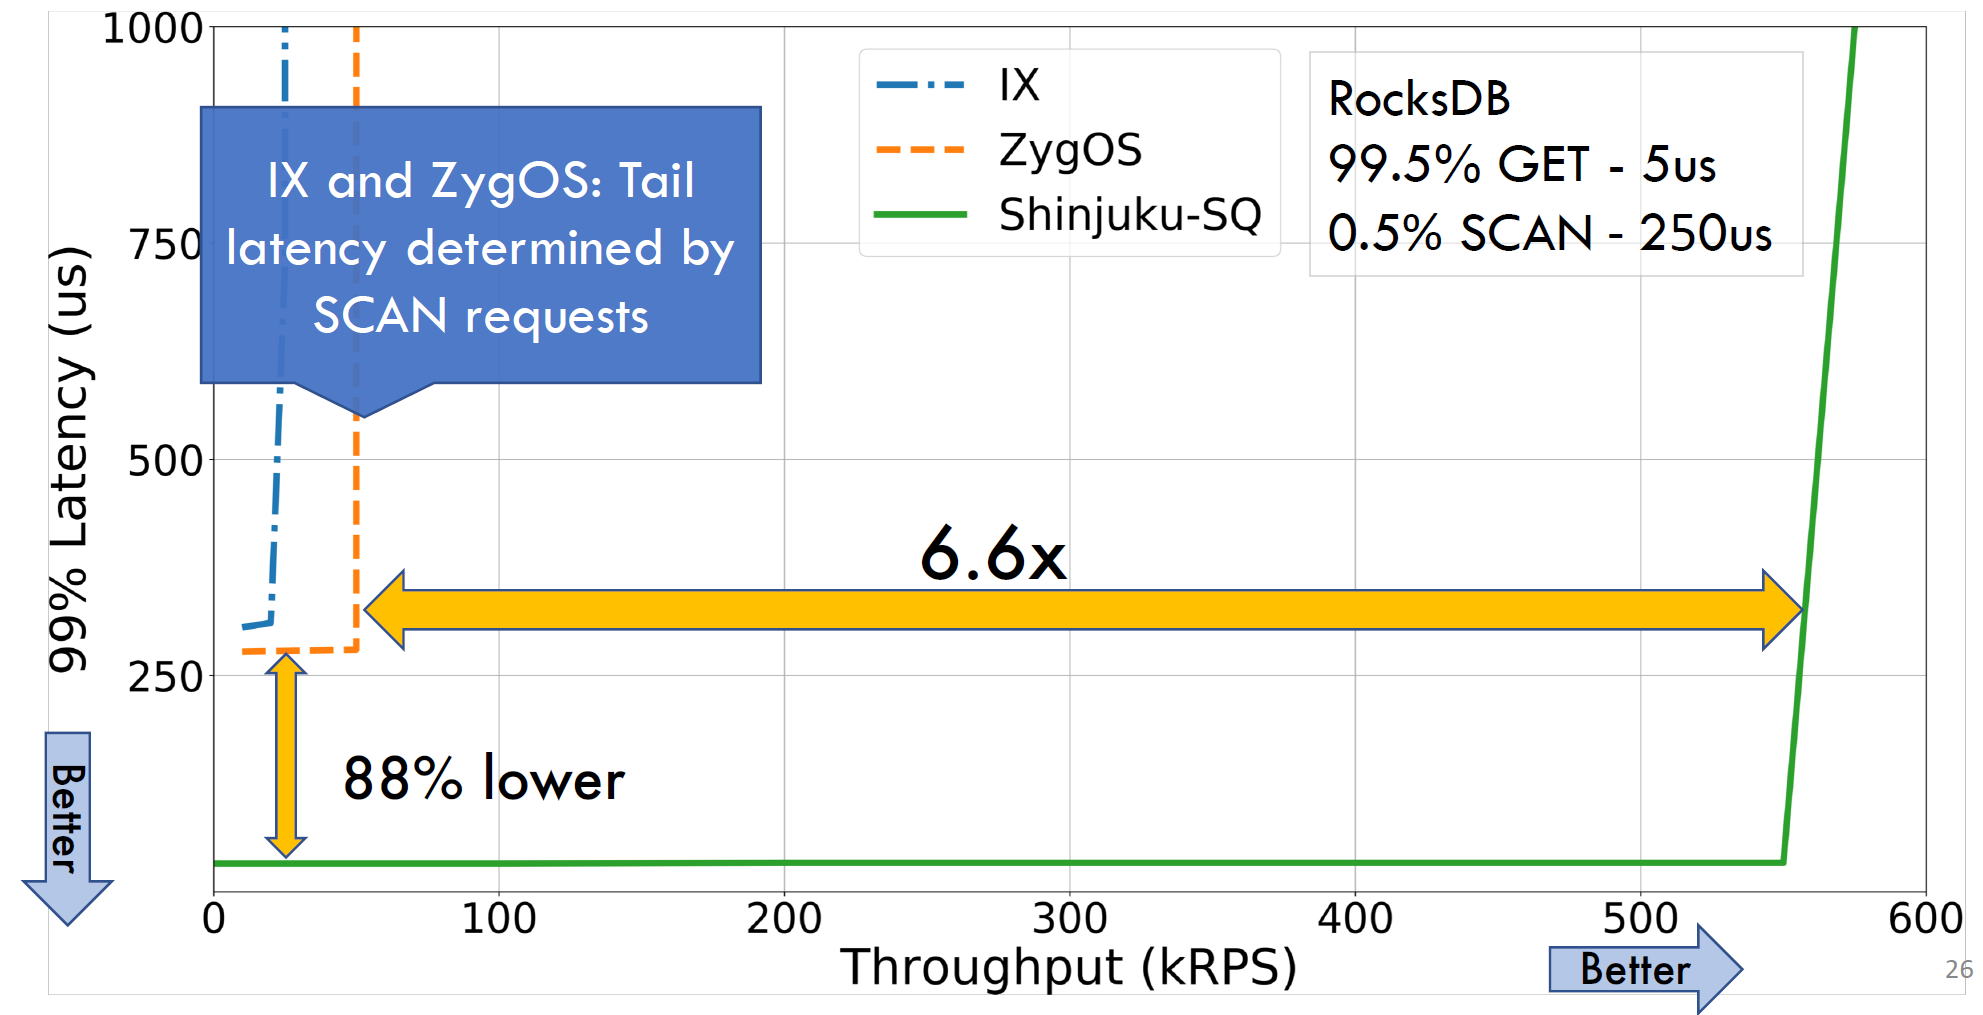 1000
750
500
250
99% Latency (us)
IX and ZygOS: Tail
latency determined by
SCAN requests
IX
ZygOS
Shinjuku-SQ
RocksDB
99.5% GET - 5us
0.5% SCAN - 250us
6.6x
88% lower
Better
0
100
200
300
400
500
600
Throughput (kRPS)
Better
26